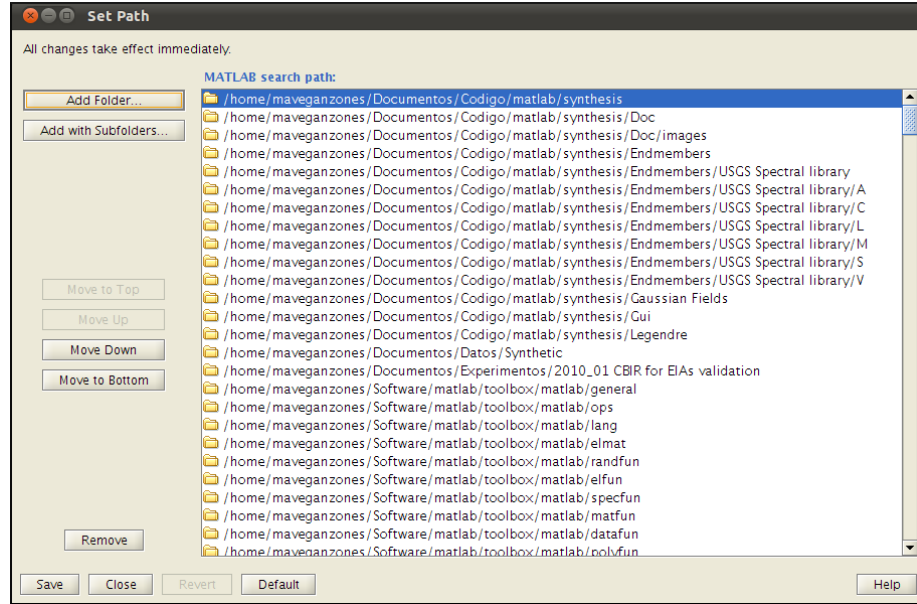 Set Path
All changes take effect immediately.
MATLAB search path:
Add Folder...
Add with Subfolders...
/home/maveganzones/Documentos/Codigo/matlab/synthesis
/home/maveganzones/Documentos/Codigo/matlab/synthesis/Doc
/home/maveganzones/Documentos/Codigo/matlab/synthesis/Doc/images
/home/maveganzones/Documentos/Codigo/matlab/synthesis/Endmembers
/home/maveganzones/Documentos/Codigo/matlab/synthesis/Endmembers/USGS Spectral library
/home/maveganzones/Documentos/Codigo/matlab/synthesis/Endmembers/USGS Spectral library/A
/home/maveganzones/Documentos/Codigo/matlab/synthesis/Endmembers/USGS Spectral library/C
/home/maveganzones/Documentos/Codigo/matlab/synthesis/Endmembers/USGS Spectral library/L
/home/maveganzones/Documentos/Codigo/matlab/synthesis/Endmembers/USGS Spectral library/M
/home/maveganzones/Documentos/Codigo/matlab/synthesis/Endmembers/USGS Spectral library/S
/home/maveganzones/Documentos/Codigo/matlab/synthesis/Endmembers/USGS Spectral library/V
/home/maveganzones/Documentos/Codigo/matlab/synthesis/Gaussian Fields
/home/maveganzones/Documentos/Codigo/matlab/synthesis/Gui
/home/maveganzones/Documentos/Codigo/matlab/synthesis/Legendre
/home/maveganzones/Documentos/Datos/Synthetic
/home/maveganzones/Documentos/Experimentos/2010_01 CBIR for EIAs validation
/home/maveganzones/Software/matlab/toolbox/matlab/general
/home/maveganzones/Software/matlab/toolbox/matlab/ops
/home/maveganzones/Software/matlab/toolbox/matlab/lang
/home/maveganzones/Software/matlab/toolbox/matlab/elmat
/home/maveganzones/Software/matlab/toolbox/matlab/randfun
/home/maveganzones/Software/matlab/toolbox/matlab/elfun
/home/maveganzones/Software/matlab/toolbox/matlab/specfun
/home/maveganzones/Software/matlab/toolbox/matlab/matfun
/home/maveganzones/Software/matlab/toolbox/matlab/datafun
/home/maveganzones/Software/matlab/toolbox/matlab/polyfun
Move to Top
Move Up
Move Down
Move to Bottom
Remove
Save
Close
Revert
Default
Help